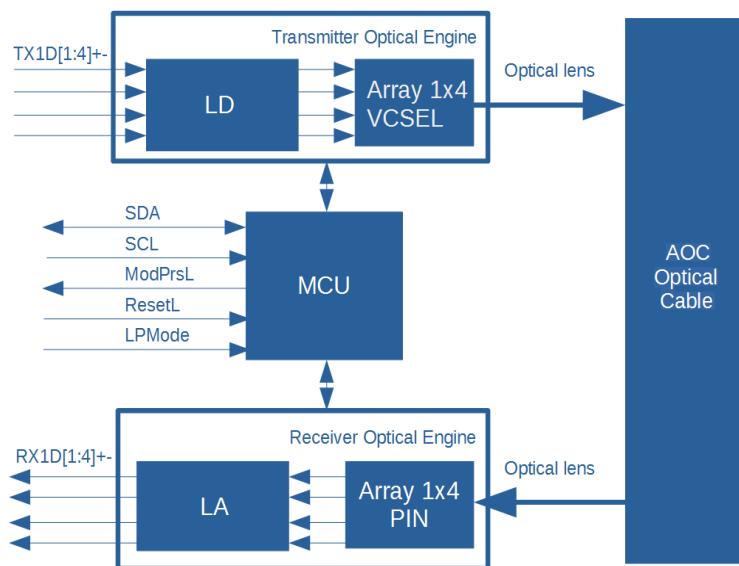 Transmitter Optical Engine
TX1D[1:4]+-
LD
Array 1x4
VCSEL
Optical lens
SDA
SCL
ModPrsL
ResetL
LPMode
MCU
AOC
Optical
Cable
Receiver Optical Engine
RX1D[1:4]+-
LA
Array 1x4
PIN
Optical lens